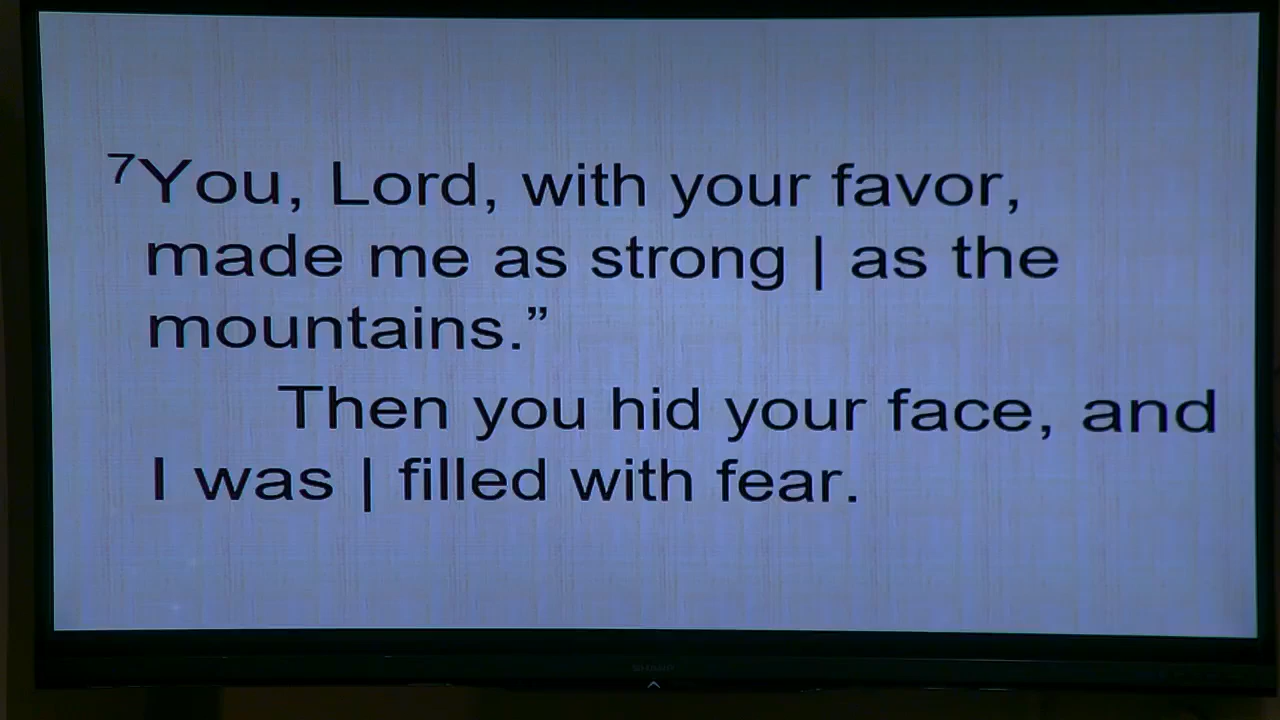 ⁷You, Lord, with your favor,
made me as strong | as the
mountains.”
Then you hid your face, and
I was | filled with fear.
SHARP